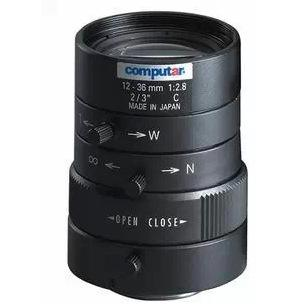 computar
12-36 mm 1:2.8
2/3" C
MADE IN JAPAN
T ← → W
∞ ← → N
← OPEN CLOSE →